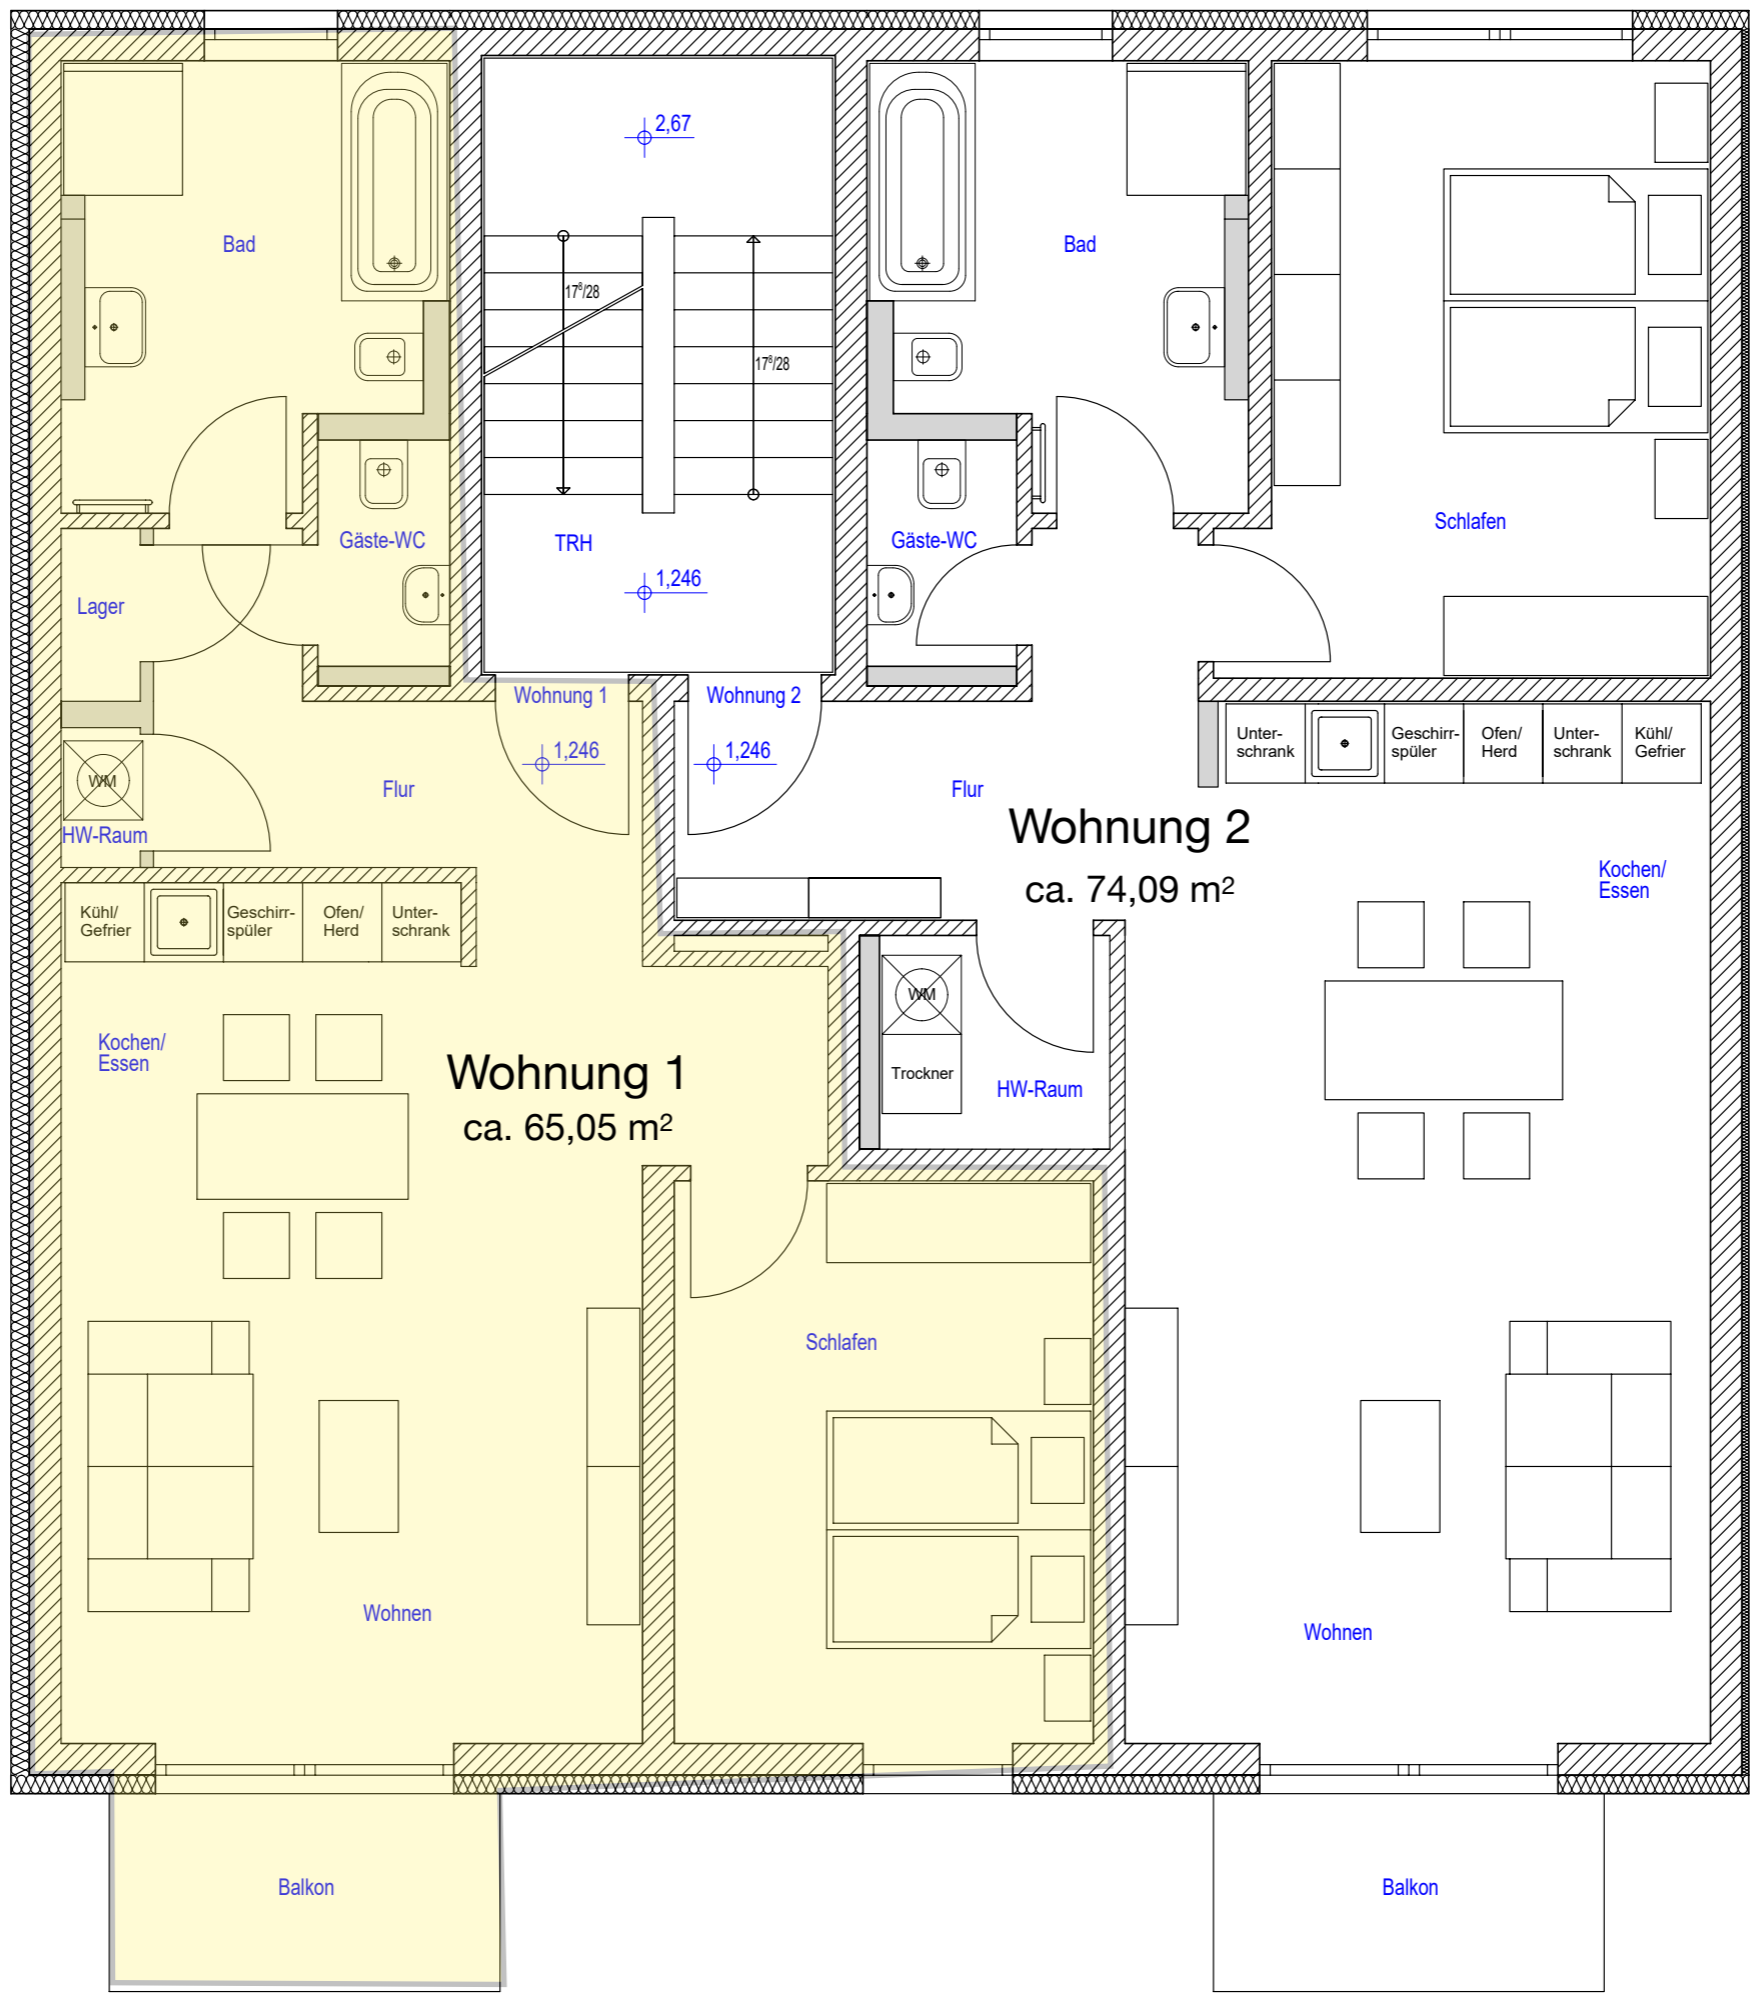 2,67
Bad
Bad
17⁸/28
17⁸/28
Schlafen
Gäste-WC
TRH
Gäste-WC
1,246
Lager
Wohnung 1
Wohnung 2
1,246
1,246
WM
HW-Raum
Flur
Flur
Unter-
schrank
Geschirr-
spüler
Ofen/
Herd
Unter-
schrank
Kühl/
Gefrier
Wohnung 2
ca. 74,09 m²
Kochen/
Essen
Kühl/
Gefrier
Geschirr-
spüler
Ofen/
Herd
Unter-
schrank
WM
Trockner
HW-Raum
Kochen/
Essen
Wohnung 1
ca. 65,05 m²
Schlafen
Wohnen
Wohnen
Balkon
Balkon